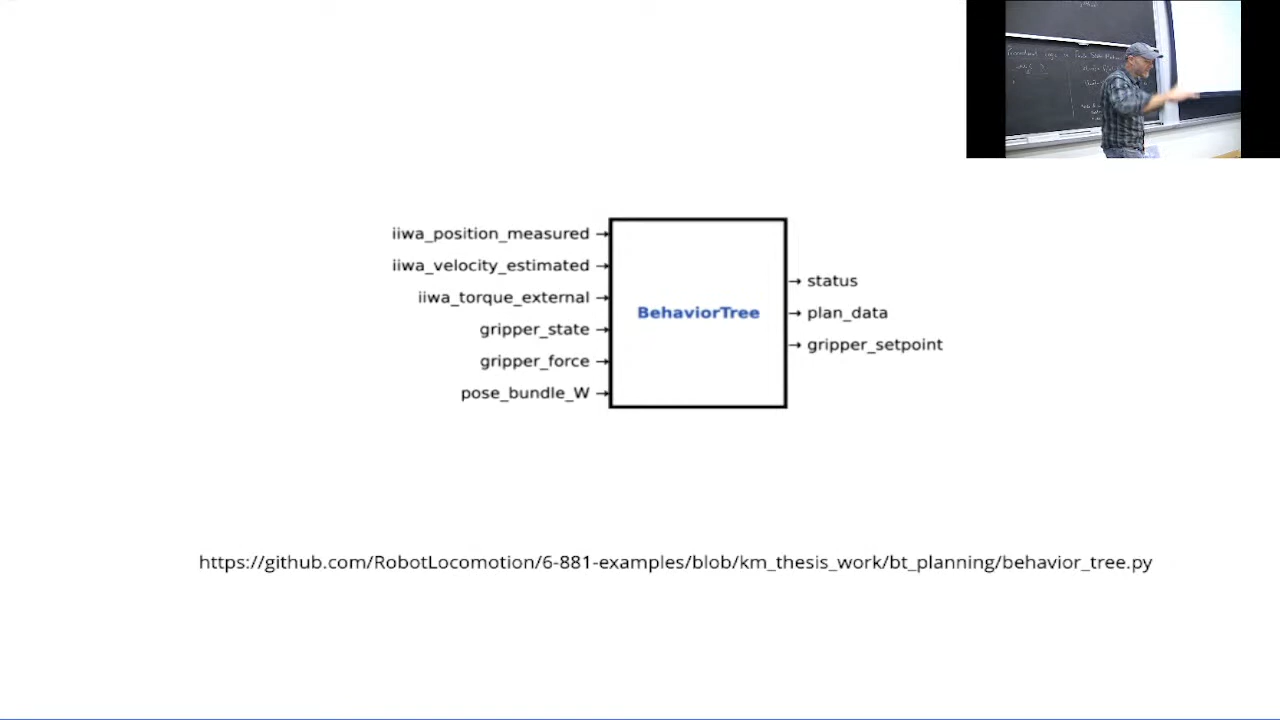 iiwa_position_measured
iiwa_velocity_estimated
iiwa_torque_external
gripper_state
gripper_force
pose_bundle_W
BehaviorTree
status
plan_data
gripper_setpoint
https://github.com/RobotLocomotion/6-881-examples/blob/km_thesis_work/bt_planning/behavior_tree.py